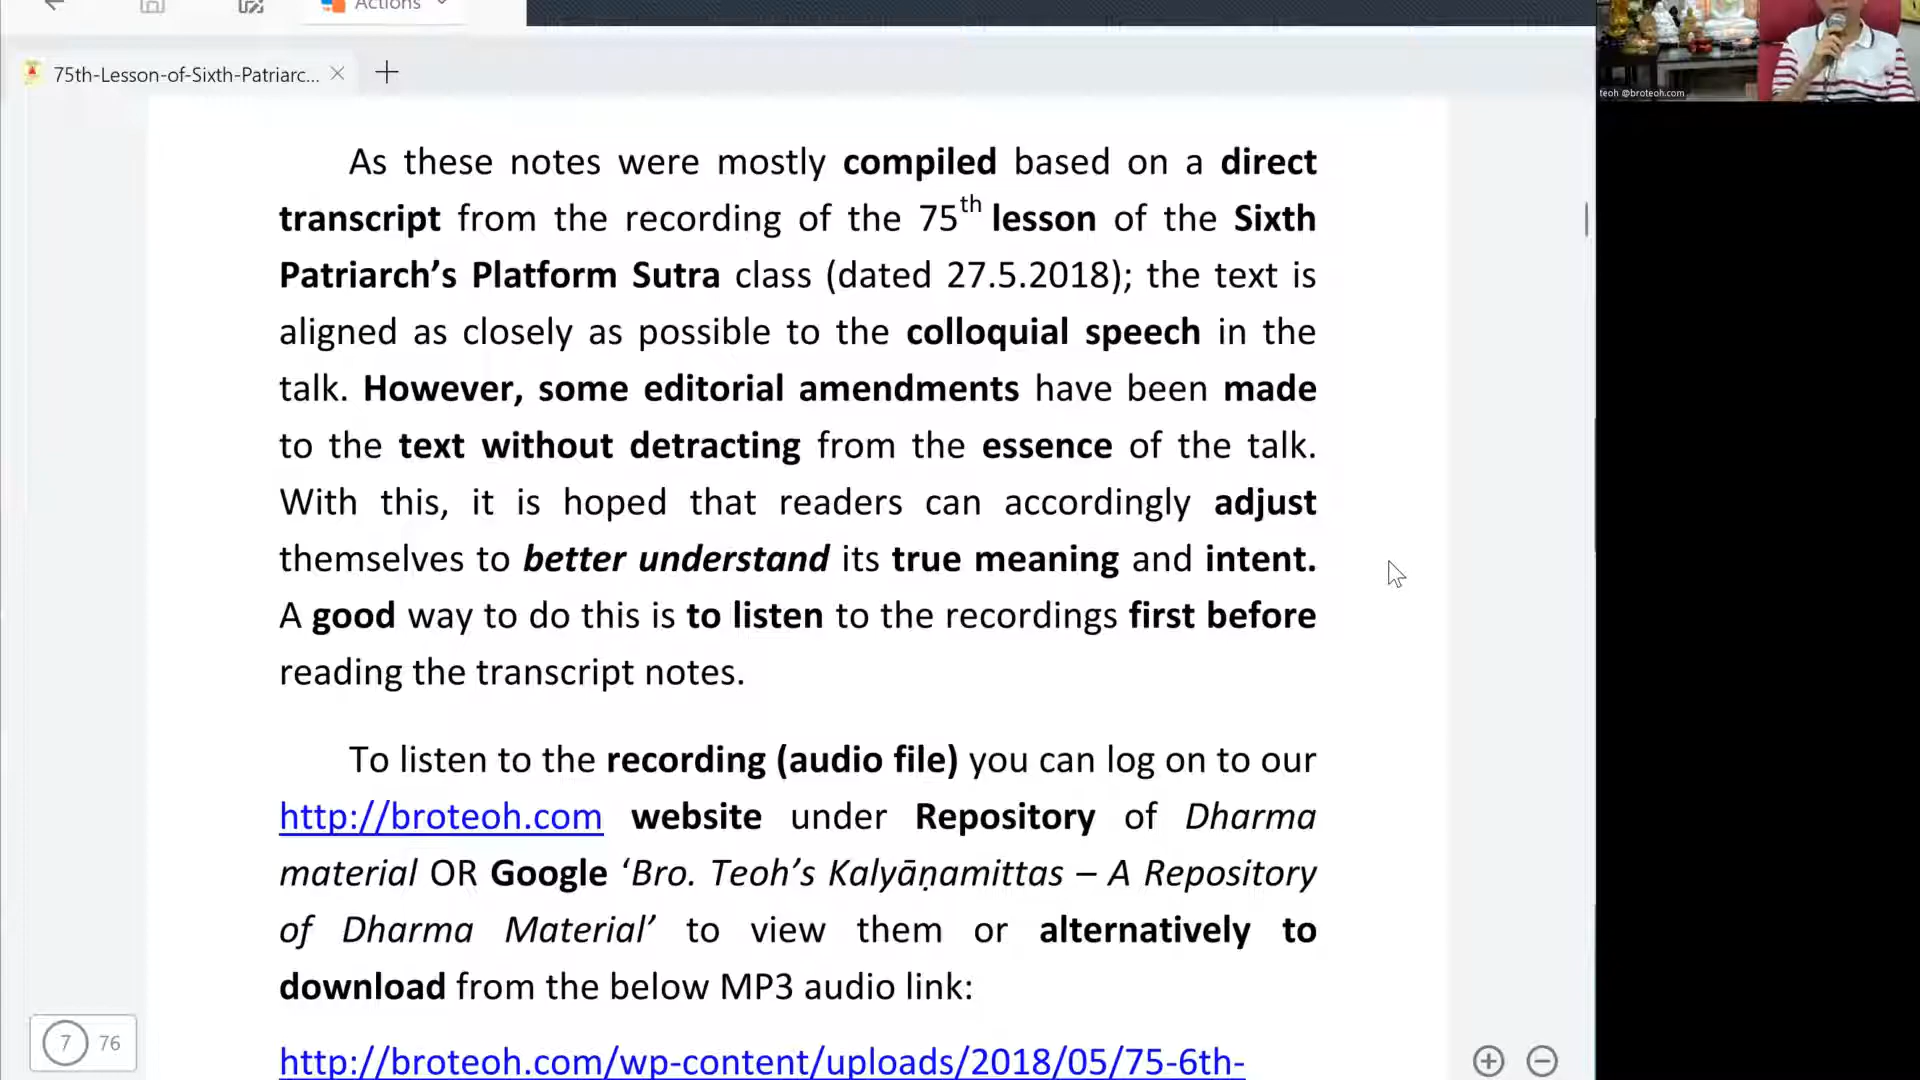 Actions
75th-Lesson-of-Sixth-Patriarc...
teoh @broteoh.com
As these notes were mostly compiled based on a direct
transcript from the recording of the 75th lesson of the Sixth
Patriarch’s Platform Sutra class (dated 27.5.2018); the text is
aligned as closely as possible to the colloquial speech in the
talk. However, some editorial amendments have been made
to the text without detracting from the essence of the talk.
With this, it is hoped that readers can accordingly adjust
themselves to better understand its true meaning and intent.
A good way to do this is to listen to the recordings first before
reading the transcript notes.
To listen to the recording (audio file) you can log on to our
http://broteoh.com website under Repository of Dharma
material OR Google ‘Bro. Teoh’s Kalyāṇamittas – A Repository
of Dharma Material’ to view them or alternatively to
download from the below MP3 audio link:
http://broteoh.com/wp-content/uploads/2018/05/75-6th-
7 76